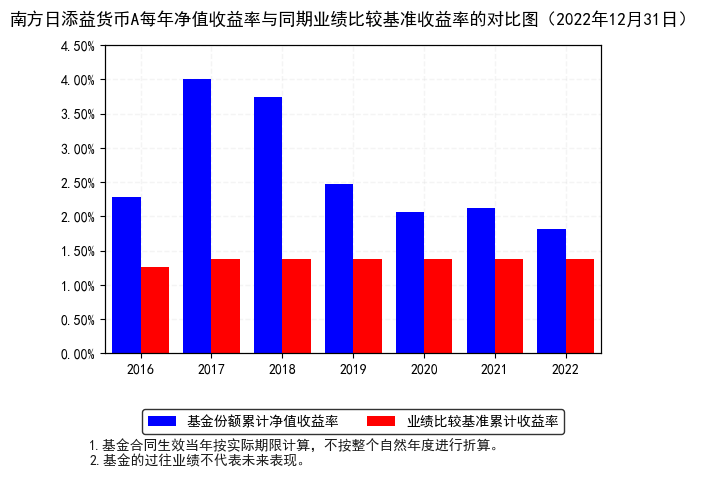 南方日添益货币A每年净值收益率与同期业绩比较基准收益率的对比图（2022年12月31日）
4.50%
4.00%
3.50%
3.00%
2.50%
2.00%
1.50%
1.00%
0.50%
0.00%
2016 2017 2018 2019 2020 2021 2022
基金份额累计净值收益率 业绩比较基准累计收益率
1.基金合同生效当年按实际期限计算，不按整个自然年度进行折算。
2.基金的过往业绩不代表未来表现。